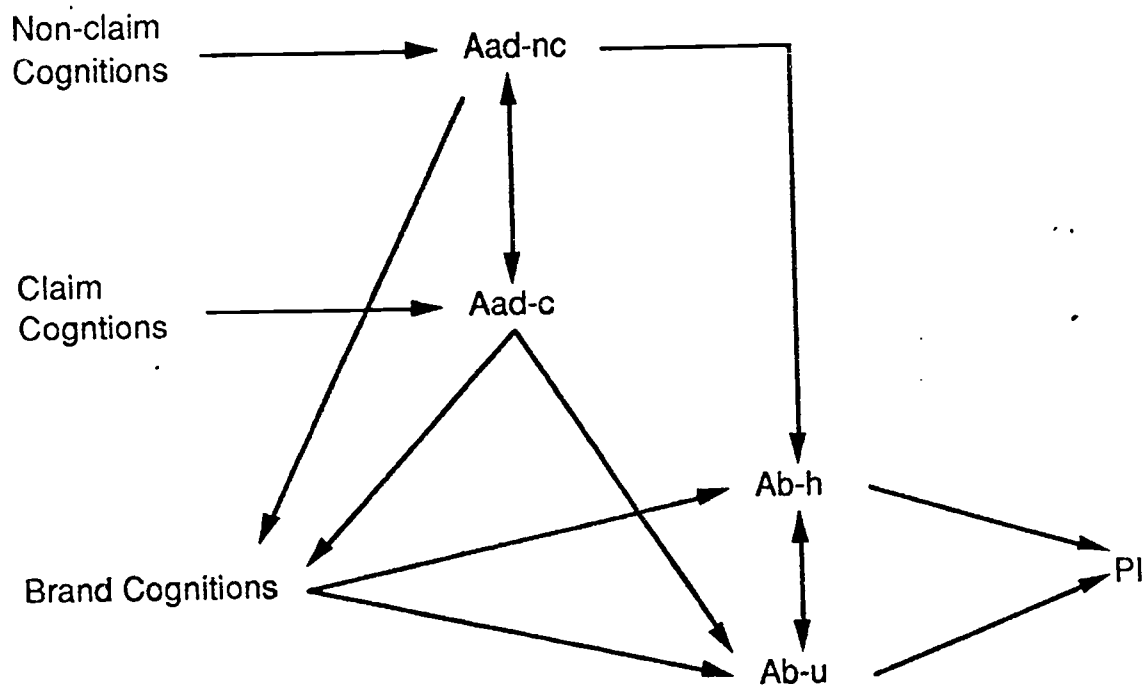 Non-claim
Cognitions
Aad-nc
Claim
Cogntions
Aad-c
Ab-h
Brand Cognitions
PI
Ab-u